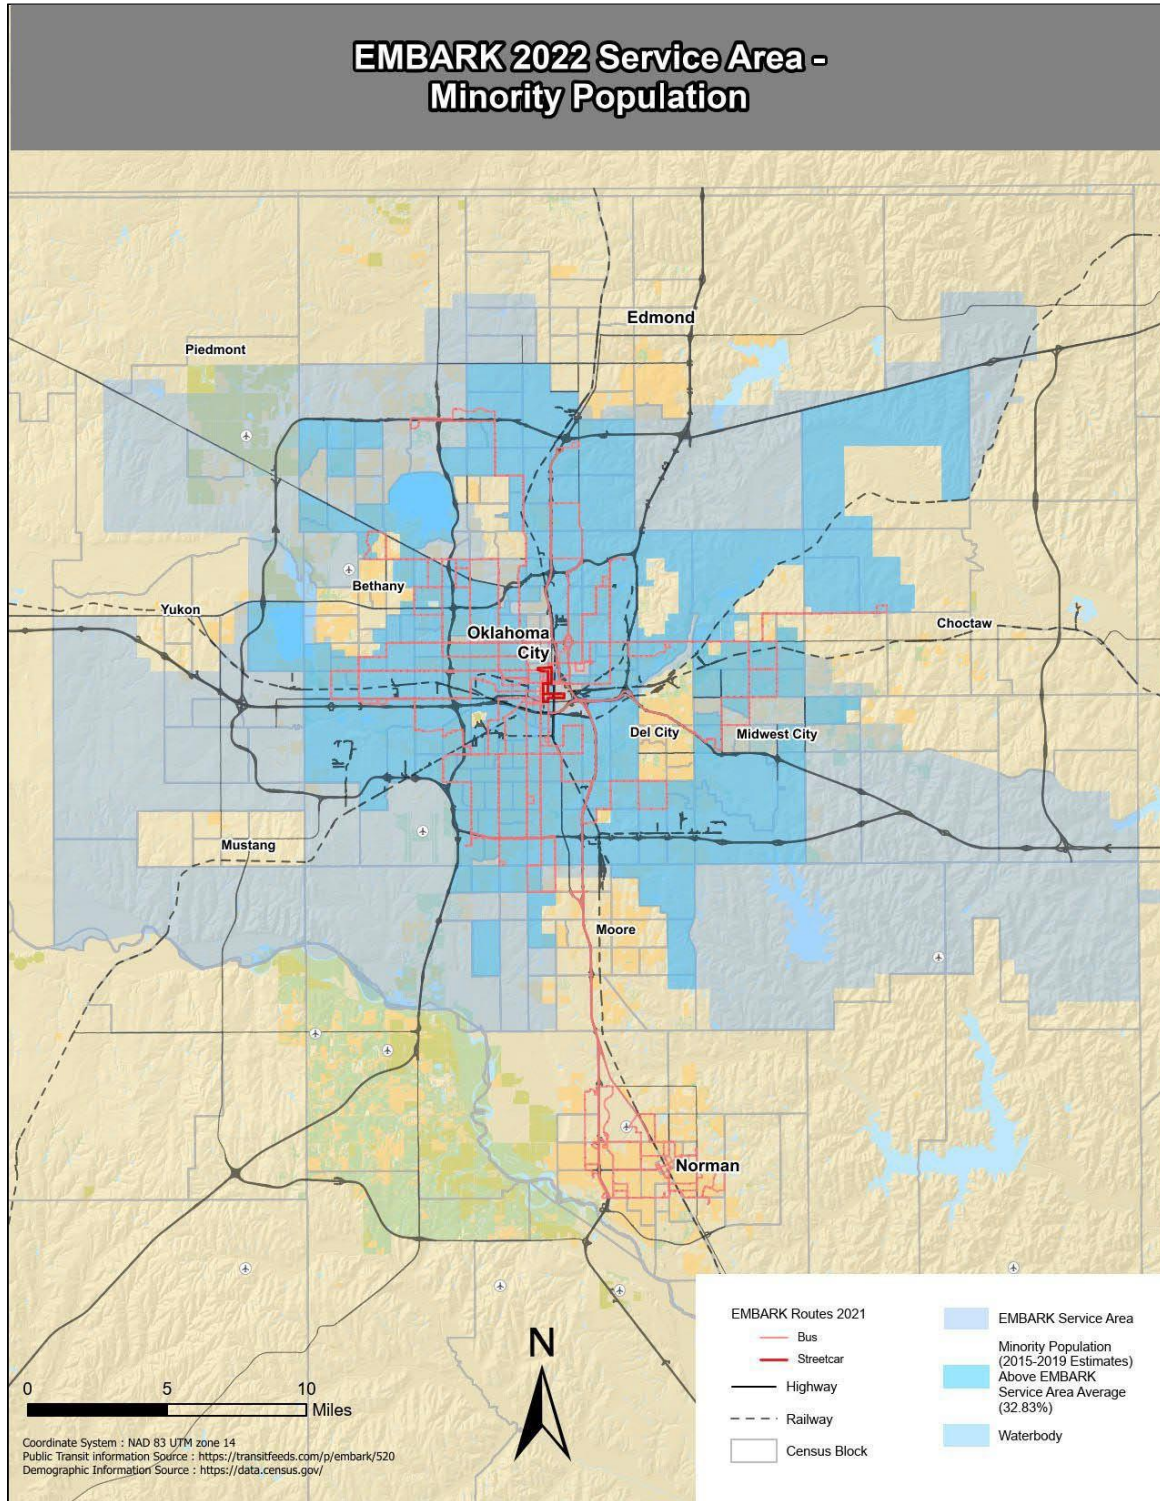 EMBARK 2022 Service Area -
Minority Population
Edmond
Piedmont
Bethany
Yukon
Oklahoma
City
Choctaw
Del City
Midwest City
Mustang
Moore
Norman
N
0 5 10
Miles
Coordinate System : NAD 83 UTM zone 14
Public Transit information Source : https://transitfeeds.com/p/embark/520
Demographic Information Source : https://data.census.gov/
EMBARK Routes 2021
Bus
Streetcar
Highway
Railway
Census Block
EMBARK Service Area
Minority Population
(2015-2019 Estimates)
Above EMBARK
Service Area Average
(32.83%)
Waterbody